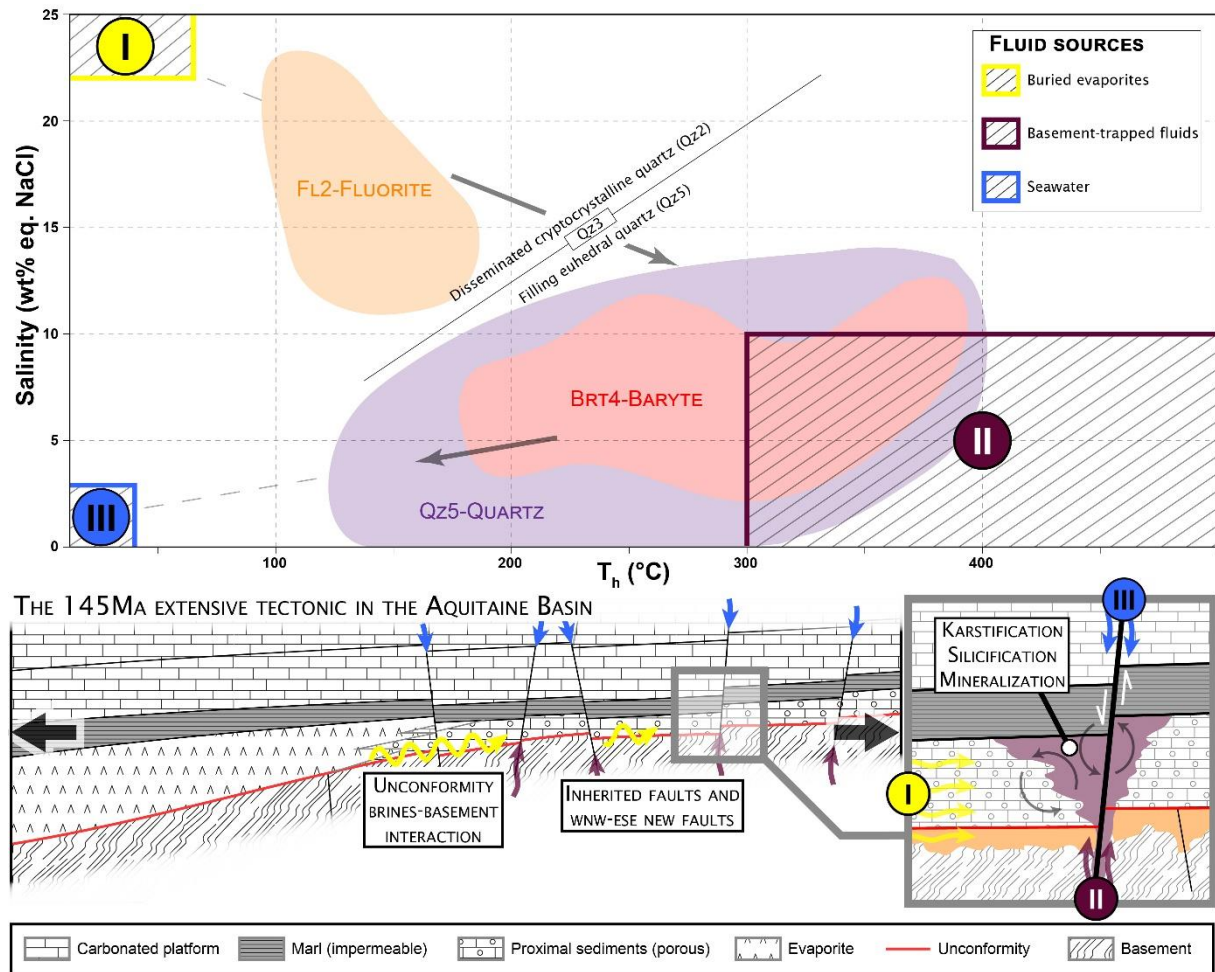 25
20
15
10
5
0
Salinity (wt% eq. NaCl)
I
FL2-FLUORITE
Disseminated cryptocrystalline quartz (Qz2)
Qz3
Filling euhedral quartz (Qz5)
FLUID SOURCES
Buried evaporites
Basement-trapped fluids
Seawater
BRT4-BARYTE
II
III
QZ5-QUARTZ
100
200
300
400
Th (°C)
THE 145MA EXTENSIVE TECTONIC IN THE AQUITAINE BASIN
UNCONFORMITY
BRINES-BASEMENT
INTERACTION
INHERITED FAULTS AND
WNW-ESE NEW FAULTS
III
KARSTIFICATION
SILICIFICATION
MINERALIZATION
I
II
Carbonated platform
Marl (impermeable)
Proximal sediments (porous)
Evaporite
Unconformity
Basement